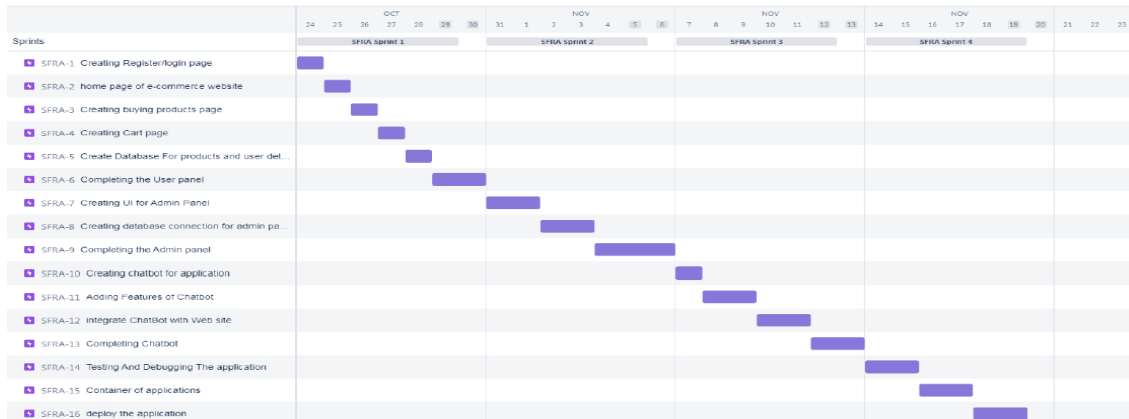 OCT NOV NOV NOV
24 25 26 27 28 29 30 31 1 2 3 4 5 6 7 8 9 10 11 12 13 14 15 16 17 18 19 20 21 22 23
Sprints SFRA Sprint 1 SFRA Sprint 2 SFRA Sprint 3 SFRA Sprint 4
SFRA-1 Creating Register/login page
SFRA-2 home page of e-commerce website
SFRA-3 Creating buying products page
SFRA-4 Creating Cart page
SFRA-5 Create Database For products and user det...
SFRA-6 Completing the User panel
SFRA-7 Creating UI for Admin Panel
SFRA-8 Creating database connection for admin pa...
SFRA-9 Completing the Admin panel
SFRA-10 Creating chatbot for application
SFRA-11 Adding Features of Chatbot
SFRA-12 integrate ChatBot with Web site
SFRA-13 Completing Chatbot
SFRA-14 Testing And Debugging The application
SFRA-15 Container of applications
SFRA-16 deploy the application